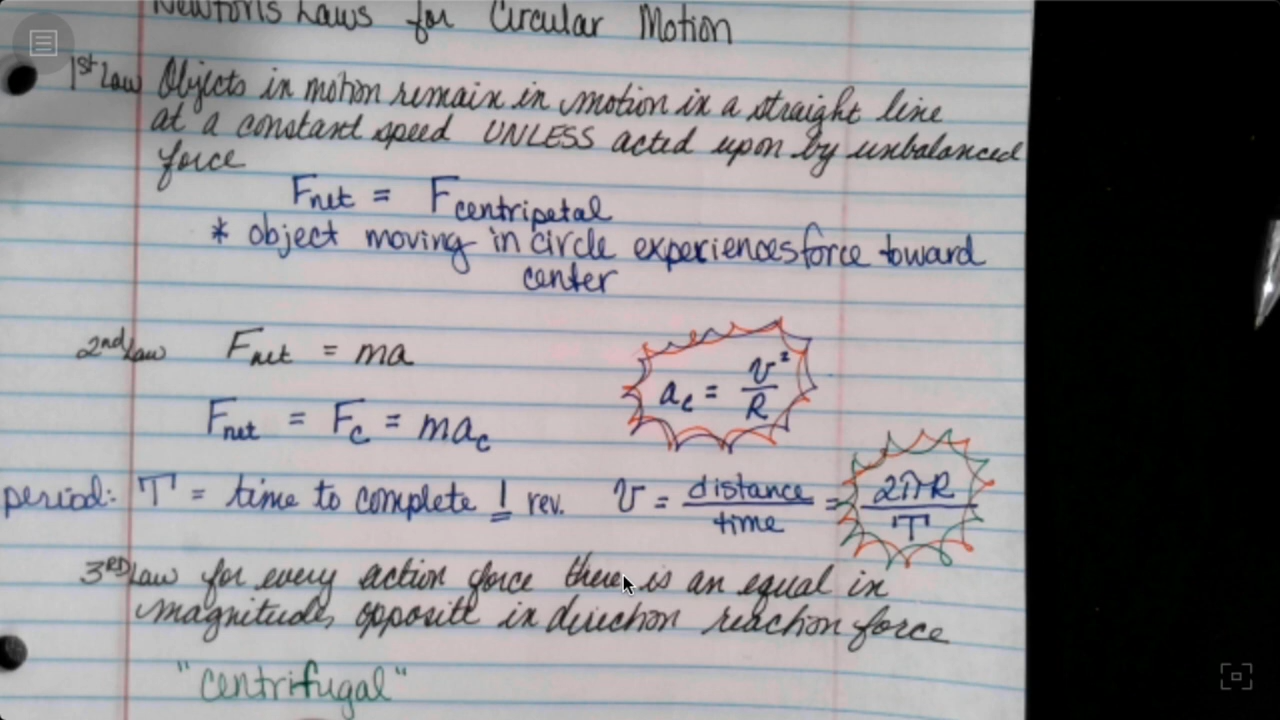 Newton's Laws for Circular Motion
1st Law Objects in motion remain in motion in a straight line
at a constant speed UNLESS acted upon by unbalanced
force
Fnet = Fcentripetal
* object moving in circle experiences force toward
center
2nd Law Fnet = ma
ac = v²/R
Fnet = Fc = mac
period: T = time to complete 1 rev. v = distance/time = 2πR/T
3RD Law for every action force there is an equal in
magnitude, opposite in direction reaction force
"centrifugal"